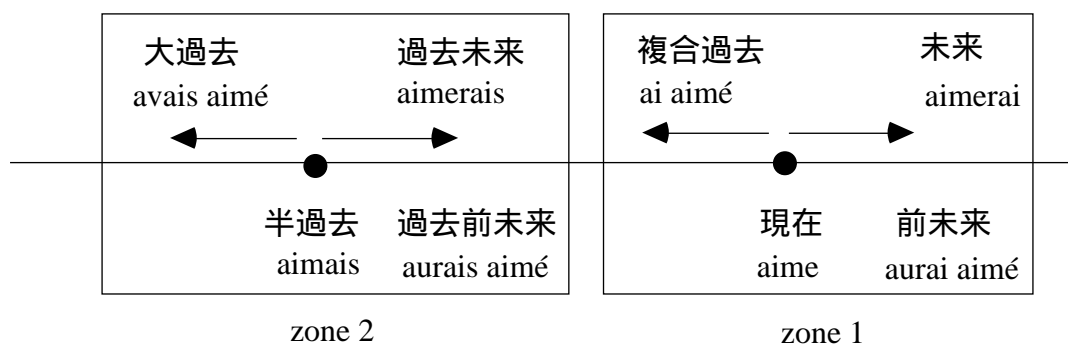 大過去
avais aimé
過去未来
aimerais
半過去
aimais
過去前未来
aurais aimé
zone 2
複合過去
ai aimé
未来
aimerai
現在
aime
前未来
aurai aimé
zone 1